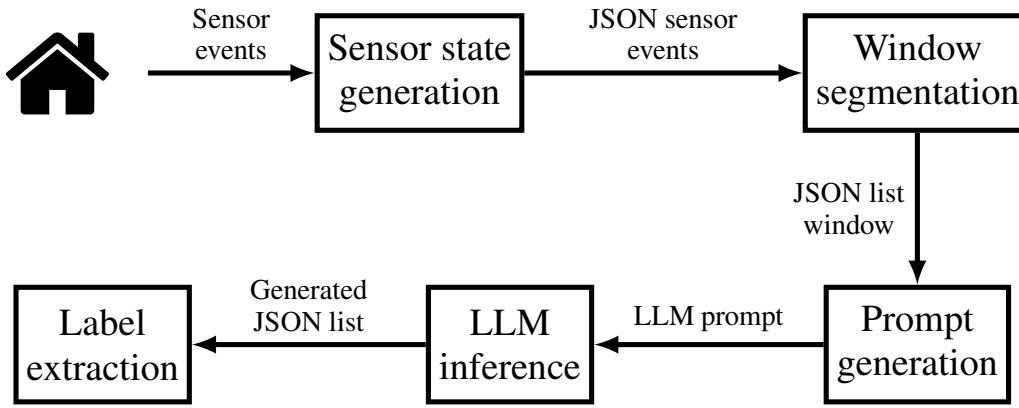 Sensor
events
Sensor state
generation
JSON sensor
events
Window
segmentation
JSON list
window
Prompt
generation
LLM prompt
LLM
inference
Generated
JSON list
Label
extraction